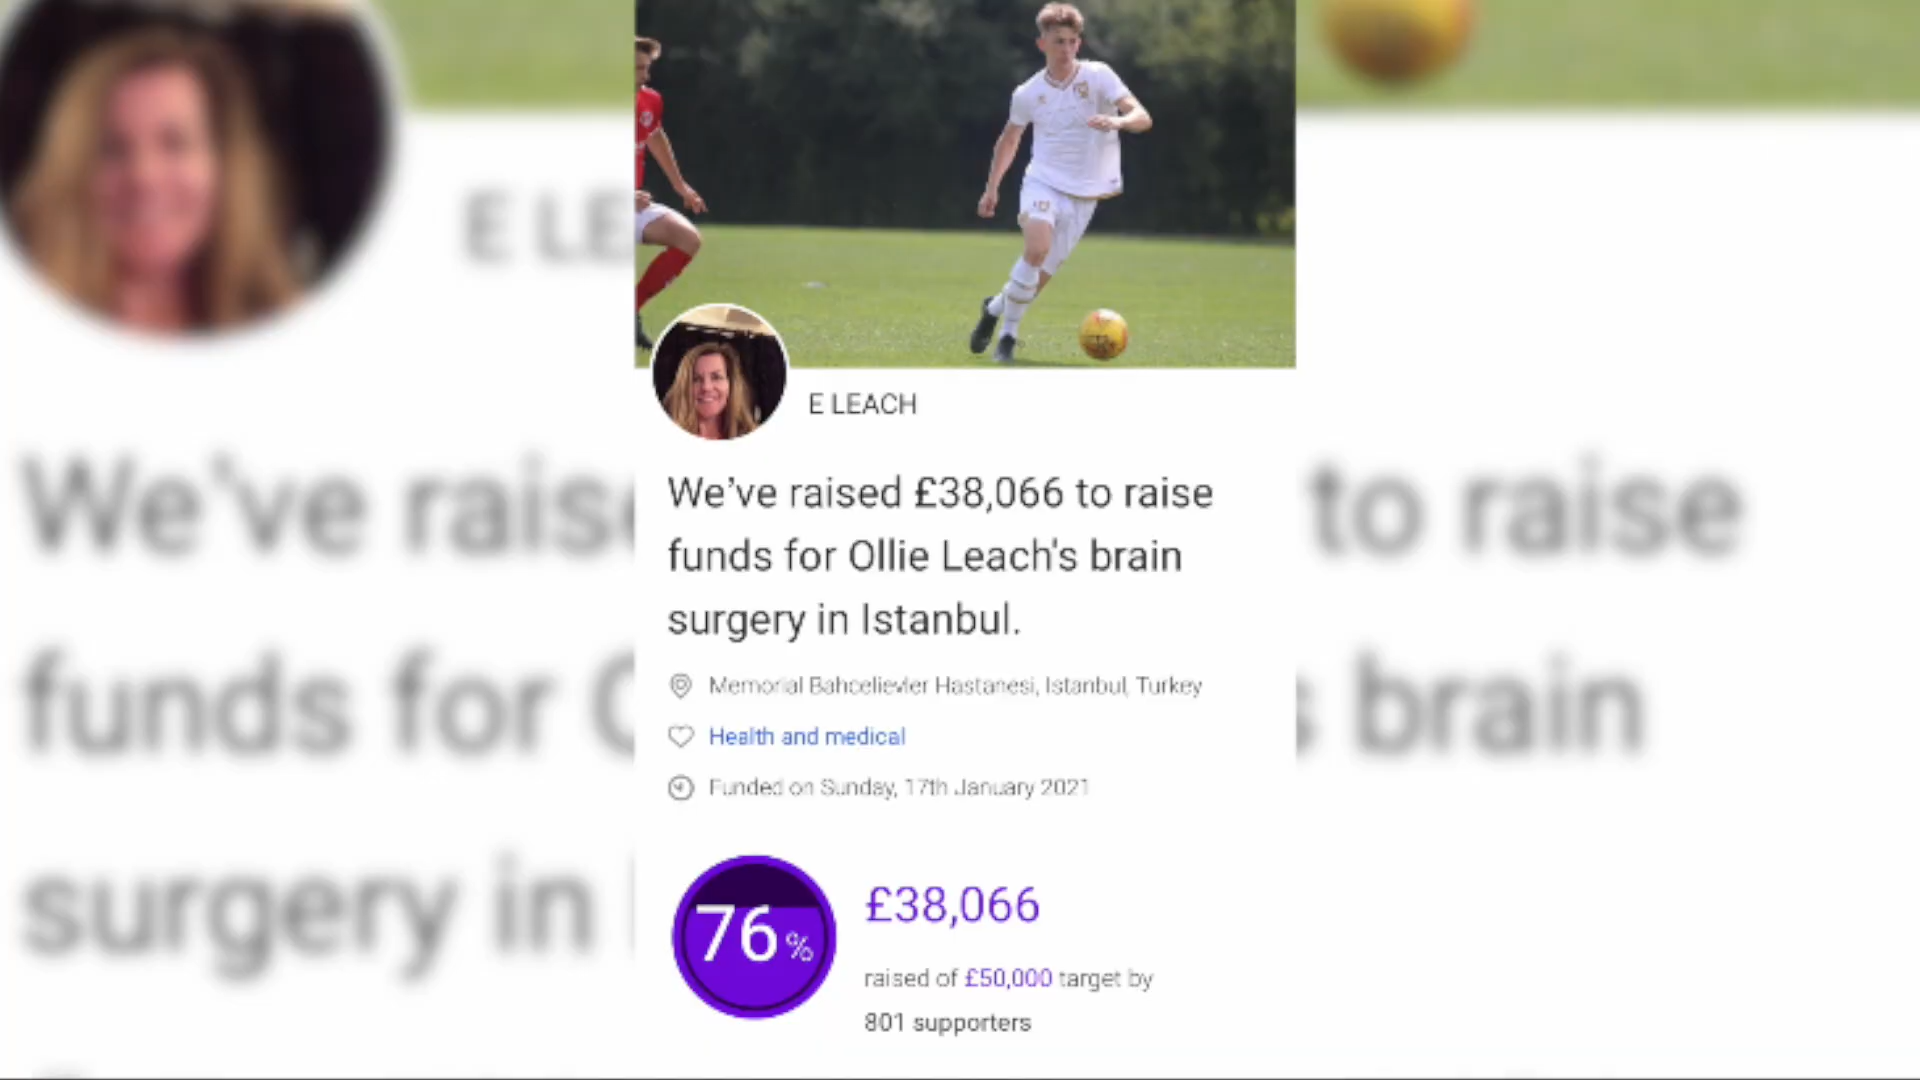 E LEACH
We've raised £38,066 to raise
funds for Ollie Leach's brain
surgery in Istanbul.
Memorial Bahcelievler Hastanesi, Istanbul, Turkey
Health and medical
Funded on Sunday, 17th January 2021
76%
£38,066
raised of £50,000 target by
801 supporters